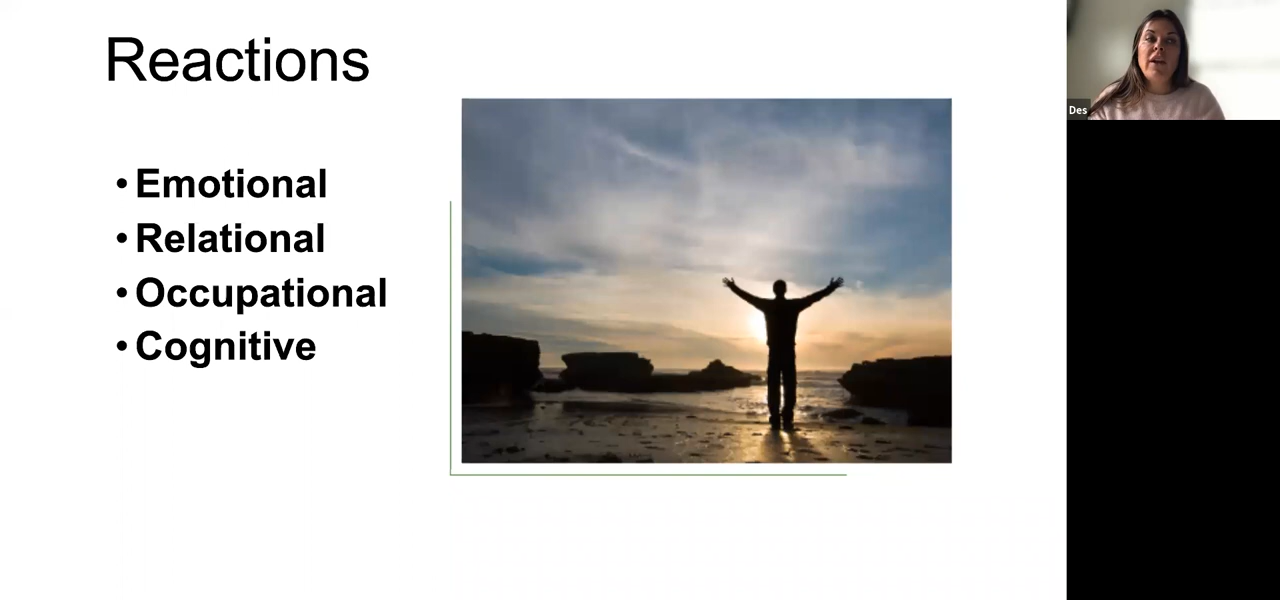 Reactions
• Emotional
• Relational
• Occupational
• Cognitive
Des